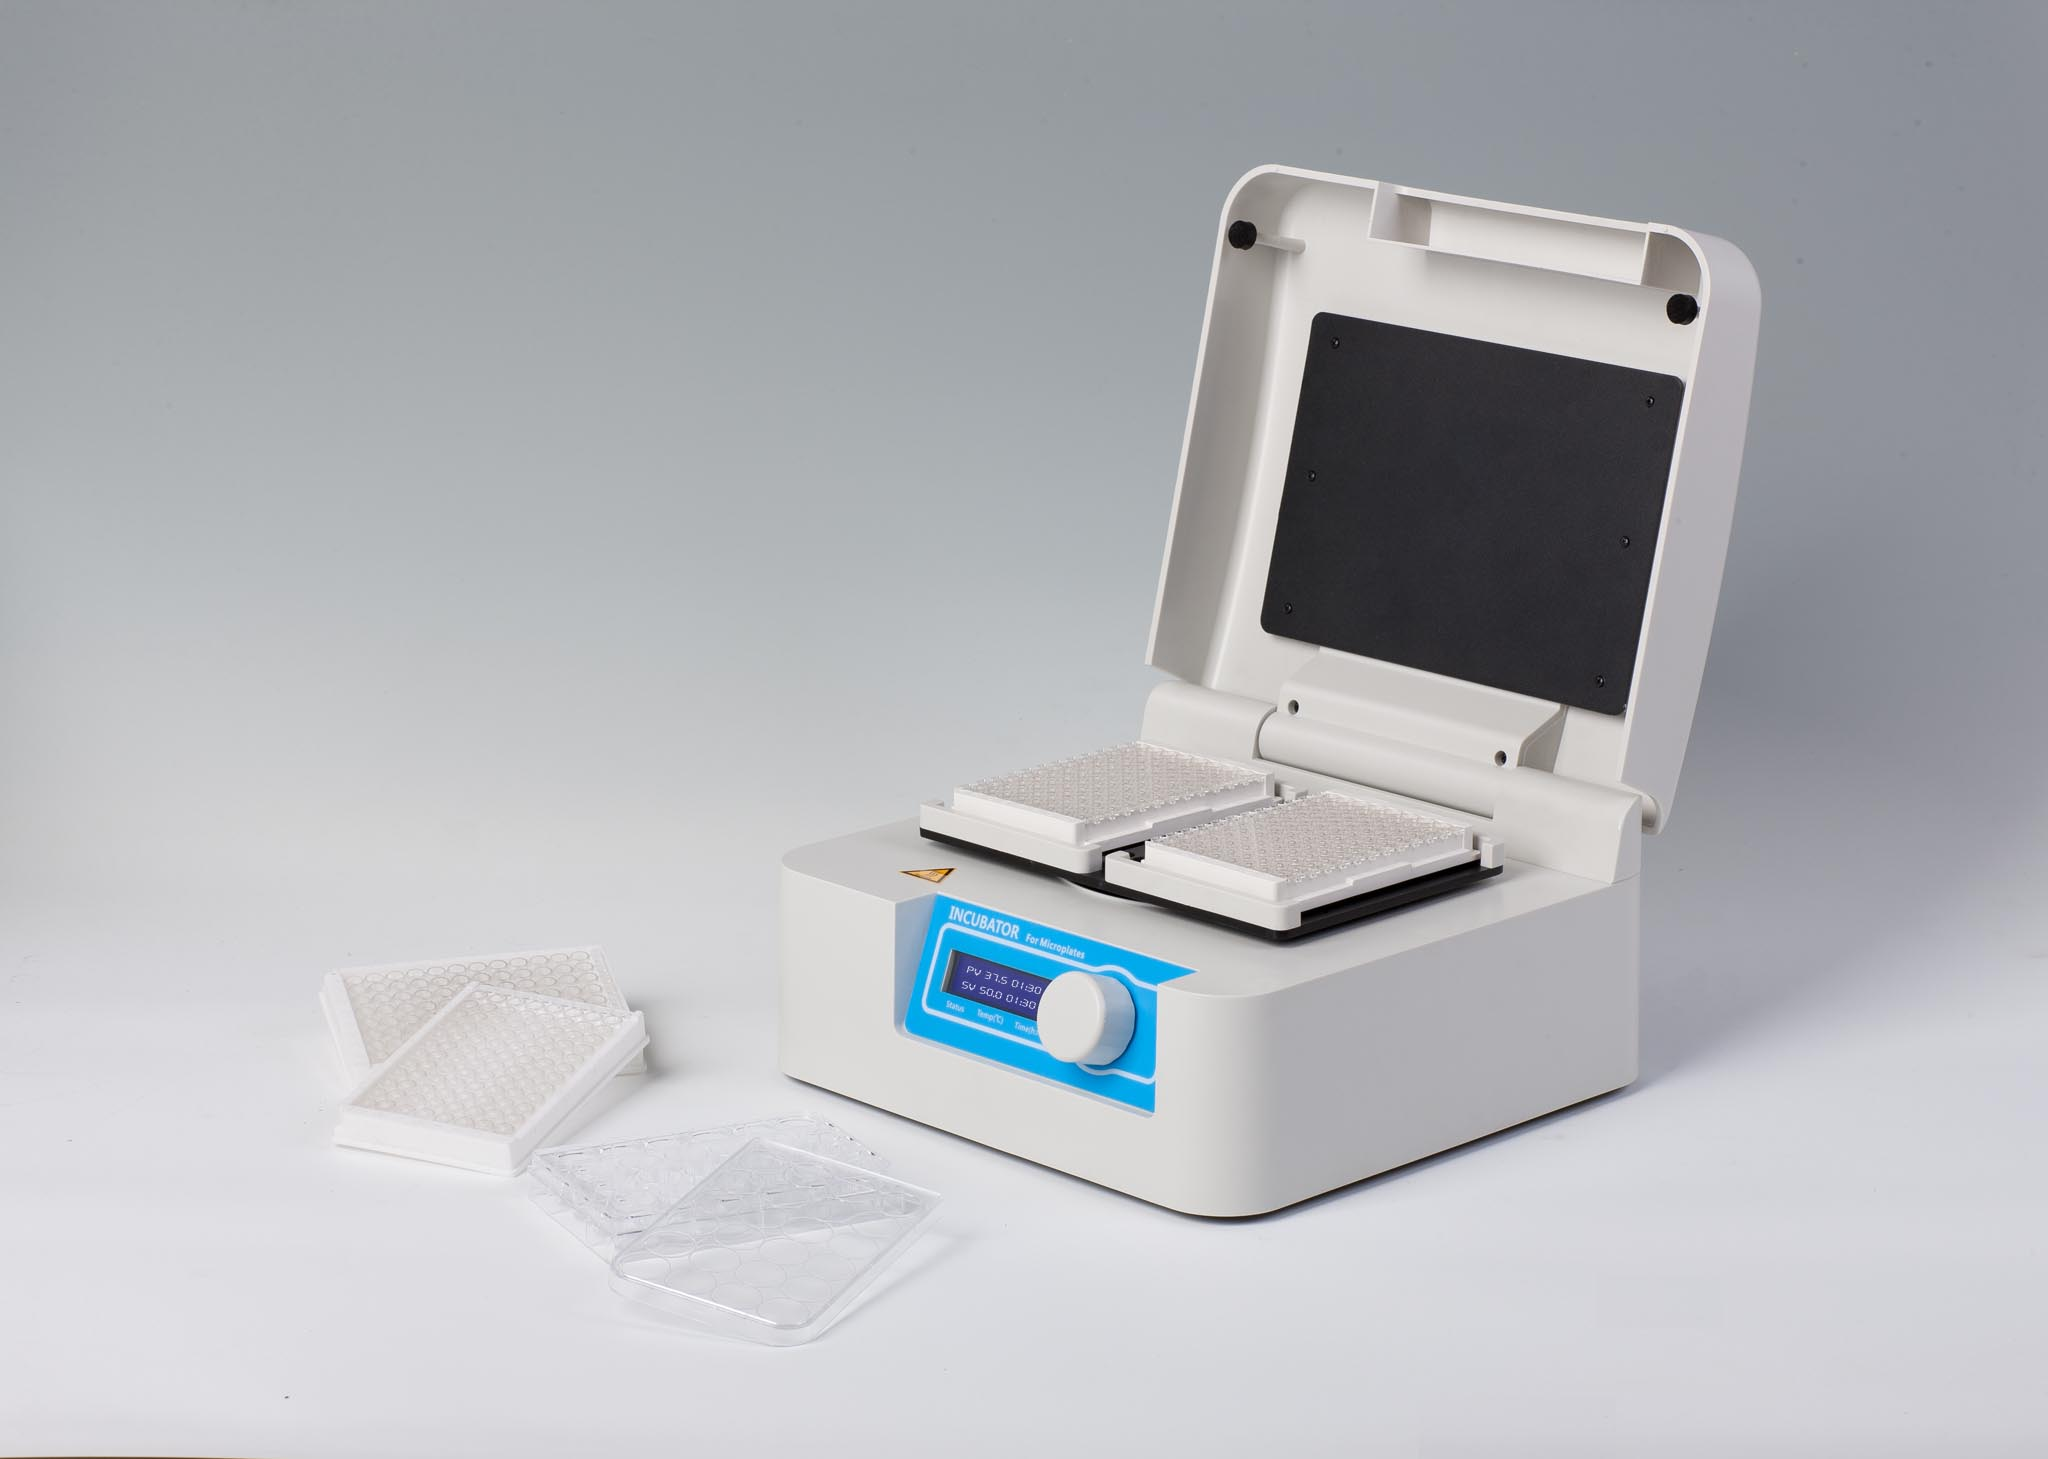 INCUBATOR For Microplates
PV 37.5 01:30
SV 50.0 01:30
Status Temp(℃)